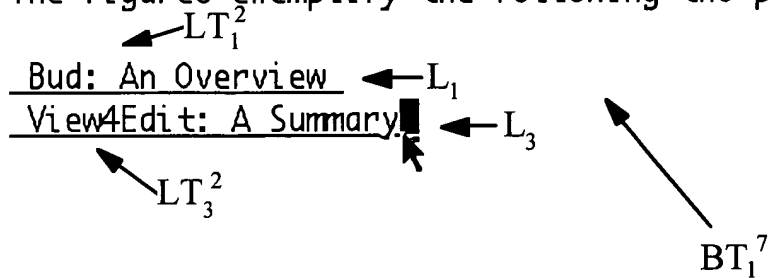 LT₁²
Bud: An Overview L₁
View4Edit: A Summary L₃
LT₃²
BT₁⁷